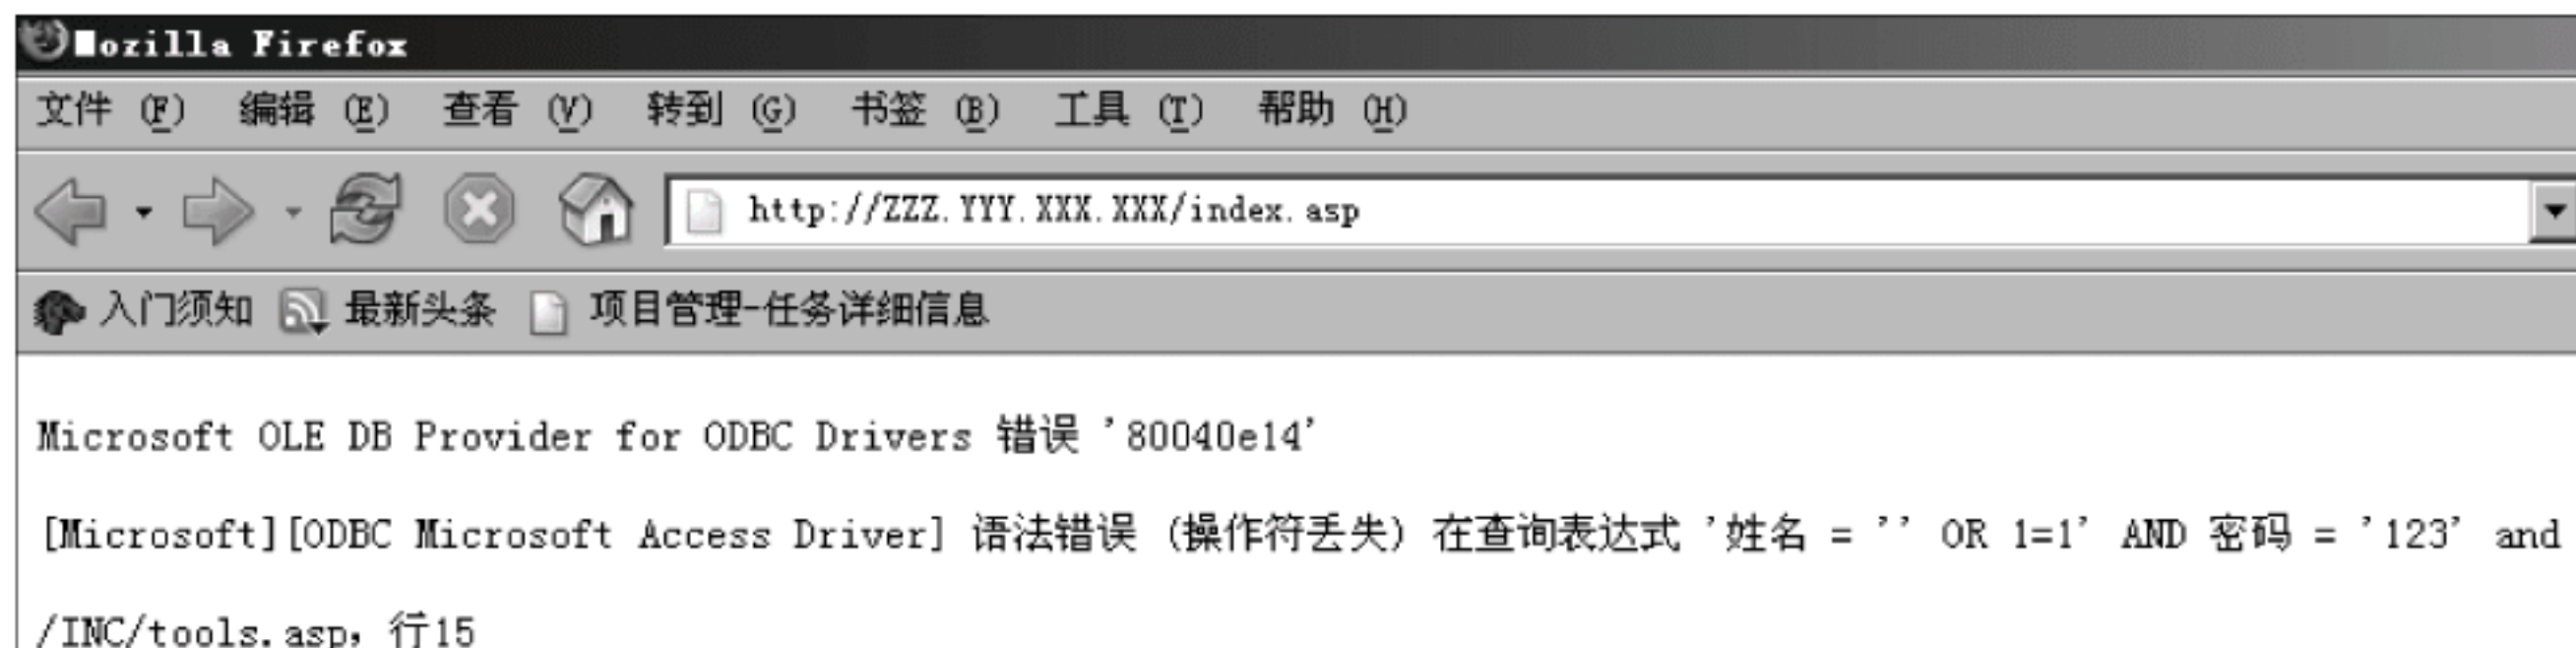 Mozilla Firefox
文件 (F) 编辑 (E) 查看 (V) 转到 (G) 书签 (B) 工具 (T) 帮助 (H)
http://ZZZ.YYY.XXX.XXX/index.asp
入门须知 最新头条 项目管理-任务详细信息
Microsoft OLE DB Provider for ODBC Drivers 错误 '80040e14'
[Microsoft][ODBC Microsoft Access Driver] 语法错误 (操作符丢失) 在查询表达式 '姓名 = '' OR 1=1' AND 密码 = '123' and
/INC/tools.asp，行15